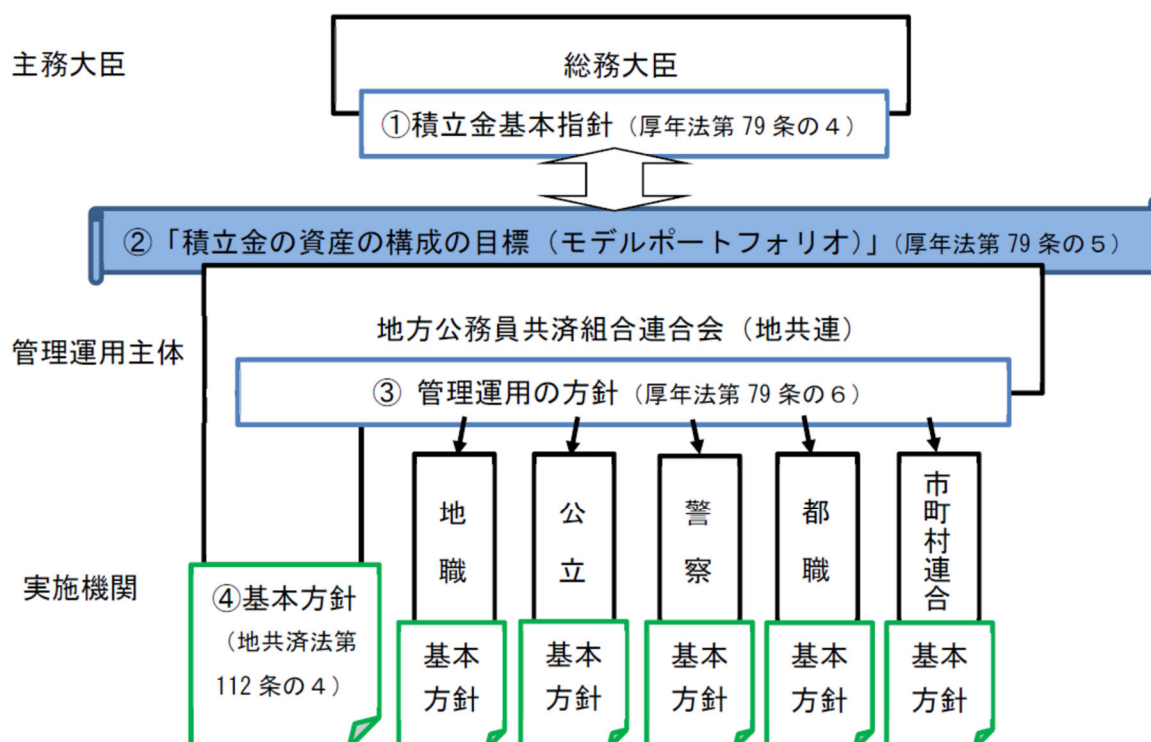 主務大臣
総務大臣
①積立金基本指針（厚年法第 79 条の４）
②「積立金の資産の構成の目標（モデルポートフォリオ）」（厚年法第 79 条の５）
管理運用主体
地方公務員共済組合連合会（地共連）
③ 管理運用の方針（厚年法第 79 条の６）
実施機関
④基本方針
（地共済法第
112 条の４）
地職
公立
警察
都職
市町村連合
基本
方針
基本
方針
基本
方針
基本
方針
基本
方針